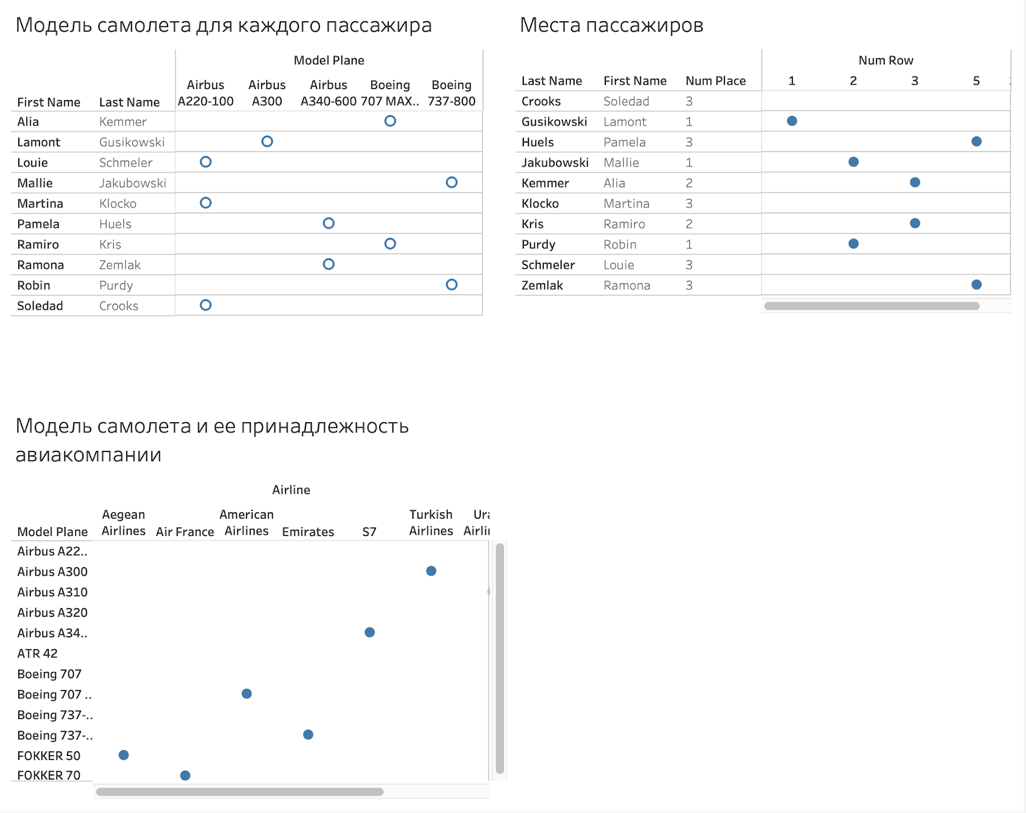 Модель самолета для каждого пассажира
Model Plane
First Name Last Name Airbus A220-100 Airbus A300 Airbus A340-600 Boeing 707 MAX.. Boeing 737-800
Alia Kemmer
Lamont Gusikowski
Louie Schmeler
Mallie Jakubowski
Martina Klocko
Pamela Huels
Ramiro Kris
Ramona Zemlak
Robin Purdy
Soledad Crooks
Места пассажиров
Num Row
Last Name First Name Num Place 1 2 3 5
Crooks Soledad 3
Gusikowski Lamont 1
Huels Pamela 3
Jakubowski Mallie 1
Kemmer Alia 2
Klocko Martina 3
Kris Ramiro 2
Purdy Robin 1
Schmeler Louie 3
Zemlak Ramona 3
Модель самолета и ее принадлежность
авиакомпании
Airline
Model Plane Aegean Airlines Air France American Airlines Emirates S7 Turkish Airlines
Airbus A22..
Airbus A300
Airbus A310
Airbus A320
Airbus A34..
ATR 42
Boeing 707
Boeing 707 ..
Boeing 737-..
Boeing 737-..
FOKKER 50
FOKKER 70